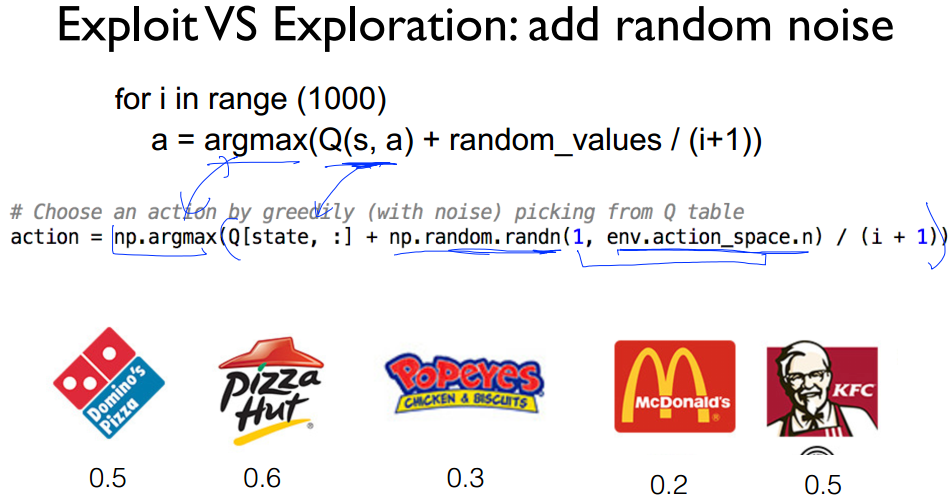 Exploit VS Exploration: add random noise
for i in range (1000)
a = argmax(Q(s, a) + random_values / (i+1))
# Choose an action by greedily (with noise) picking from Q table
action = np.argmax(Q[state, :] + np.random.randn(1, env.action_space.n) / (i + 1))
Domino's
Pizza
Pizza
Hut
POPEYES
CHICKEN & BISCUITS
McDonald's
KFC
0.5
0.6
0.3
0.2
0.5